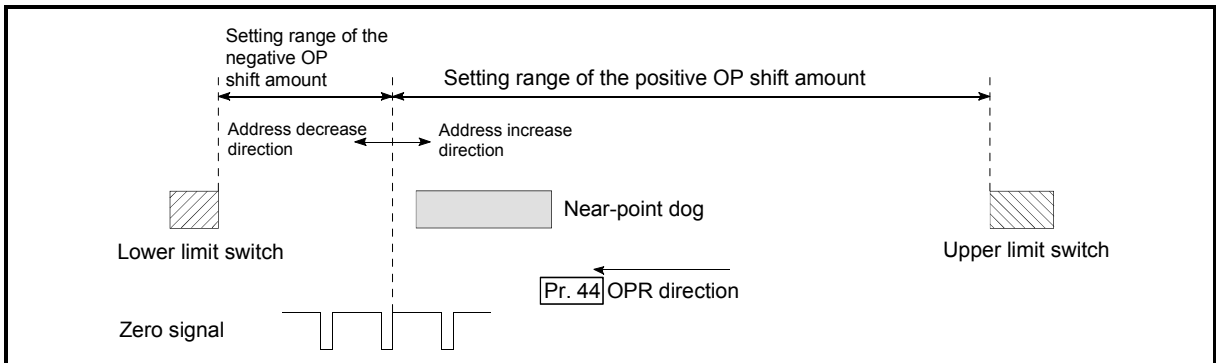 Setting range of the
negative OP
shift amount
Setting range of the positive OP shift amount
Address decrease
direction
Address increase
direction
Near-point dog
Lower limit switch
Upper limit switch
Pr. 44 OPR direction
Zero signal